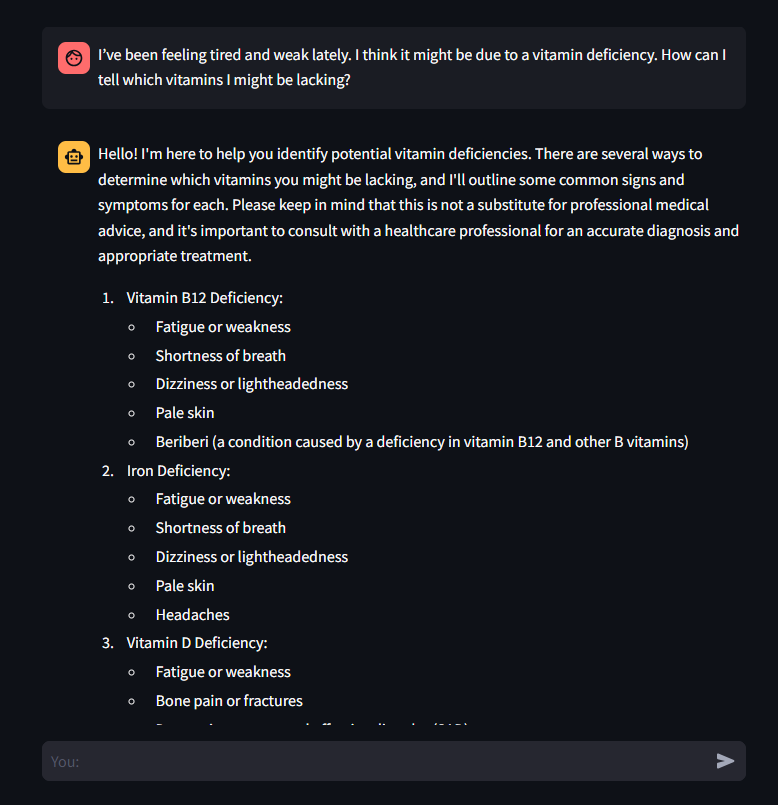 I've been feeling tired and weak lately. I think it might be due to a vitamin deficiency. How can I
tell which vitamins I might be lacking?
Hello! I'm here to help you identify potential vitamin deficiencies. There are several ways to
determine which vitamins you might be lacking, and I'll outline some common signs and
symptoms for each. Please keep in mind that this is not a substitute for professional medical
advice, and it's important to consult with a healthcare professional for an accurate diagnosis and
appropriate treatment.
1. Vitamin B12 Deficiency:
Fatigue or weakness
Shortness of breath
Dizziness or lightheadedness
Pale skin
Beriberi (a condition caused by a deficiency in vitamin B12 and other B vitamins)
2. Iron Deficiency:
Fatigue or weakness
Shortness of breath
Dizziness or lightheadedness
Pale skin
Headaches
3. Vitamin D Deficiency:
Fatigue or weakness
Bone pain or fractures
You: